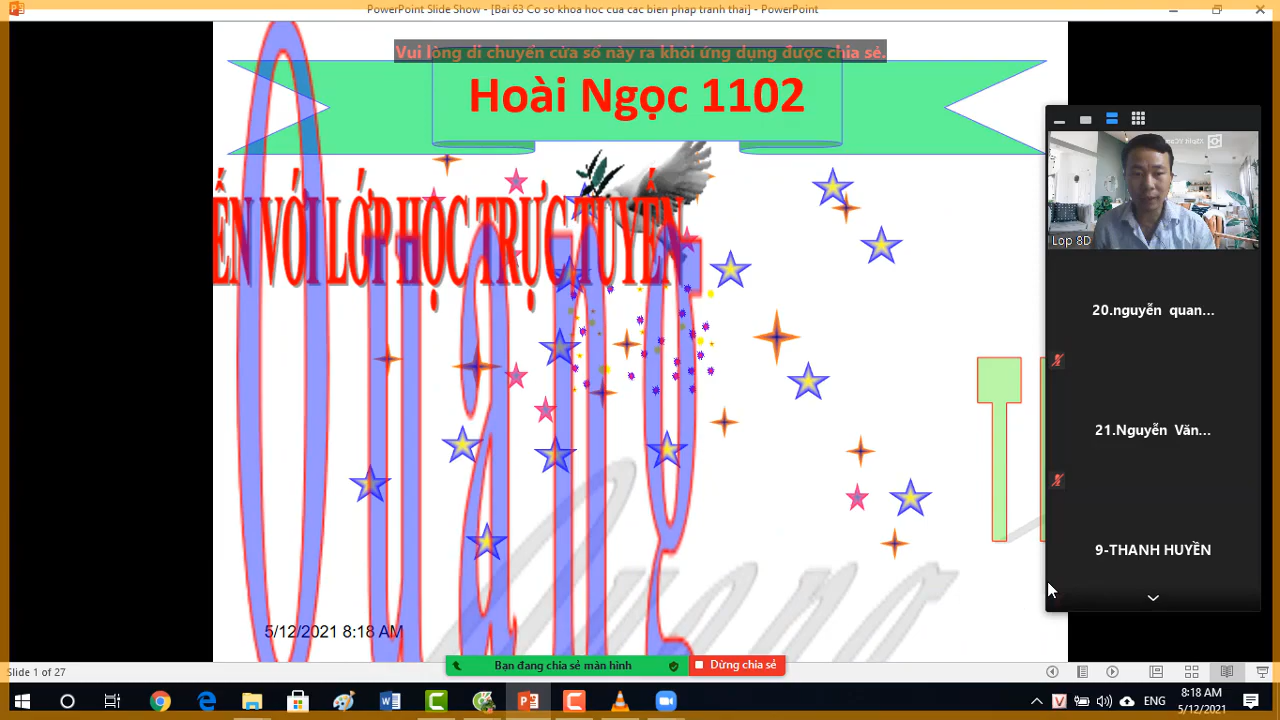 PowerPoint Slide Show - [Bai 63 Co so khoa hoc cua cac bien phap tranh thai] - PowerPoint
Vui lòng di chuyển cửa sổ này ra khỏi ứng dụng được chia sẻ.
Hoài Ngọc 1102
ẾN VỚI LỚP HỌC TRỰC TUYẾN
Quang
T
Lop 8D
20.nguyễn quan...
21.Nguyễn Văn...
9-THANH HUYỀN
5/12/2021 8:18 AM
Bạn đang chia sẻ màn hình
Dừng chia sẻ
Slide 1 of 27
ENG
8:18 AM
5/12/2021